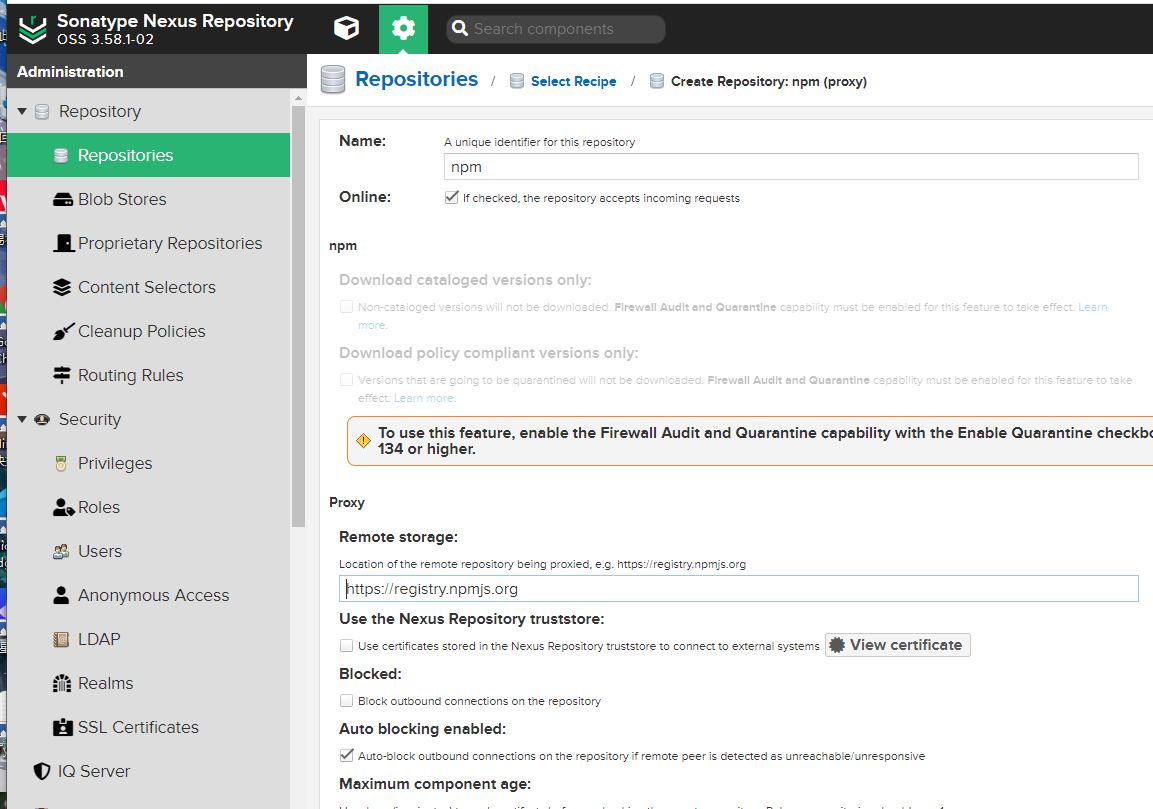 Sonatype Nexus Repository
OSS 3.58.1-02
Search components
Administration
Repositories / Select Recipe / Create Repository: npm (proxy)
Repository
Repositories
Blob Stores
Proprietary Repositories
Content Selectors
Cleanup Policies
Routing Rules
Security
Privileges
Roles
Users
Anonymous Access
LDAP
Realms
SSL Certificates
IQ Server
Name:
A unique identifier for this repository
npm
Online:
If checked, the repository accepts incoming requests
npm
Download cataloged versions only:
Non-cataloged versions will not be downloaded. Firewall Audit and Quarantine capability must be enabled for this feature to take effect. Learn
more.
Download policy compliant versions only:
Versions that are going to be quarantined will not be downloaded. Firewall Audit and Quarantine capability must be enabled for this feature to take
effect. Learn more.
To use this feature, enable the Firewall Audit and Quarantine capability with the Enable Quarantine checkbo
134 or higher.
Proxy
Remote storage:
Location of the remote repository being proxied, e.g. https://registry.npmjs.org
https://registry.npmjs.org
Use the Nexus Repository truststore:
Use certificates stored in the Nexus Repository truststore to connect to external systems
View certificate
Blocked:
Block outbound connections on the repository
Auto blocking enabled:
Auto-block outbound connections on the repository if remote peer is detected as unreachable/unresponsive
Maximum component age: